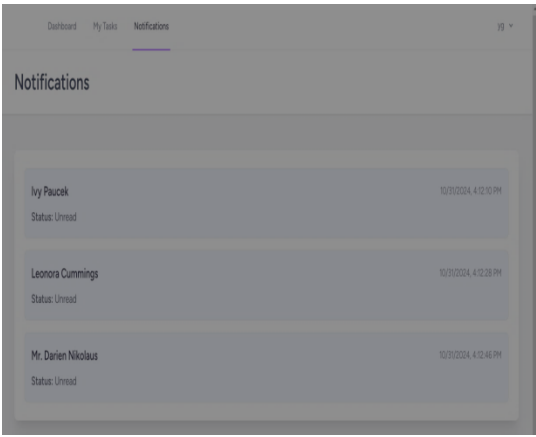 Dashboard My Tasks Notifications yg
Notifications
Ivy Paucek 10/31/2024, 4:12:10 PM
Status: Unread
Leonora Cummings 10/31/2024, 4:12:28 PM
Status: Unread
Mr. Darien Nikolaus 10/31/2024, 4:12:46 PM
Status: Unread